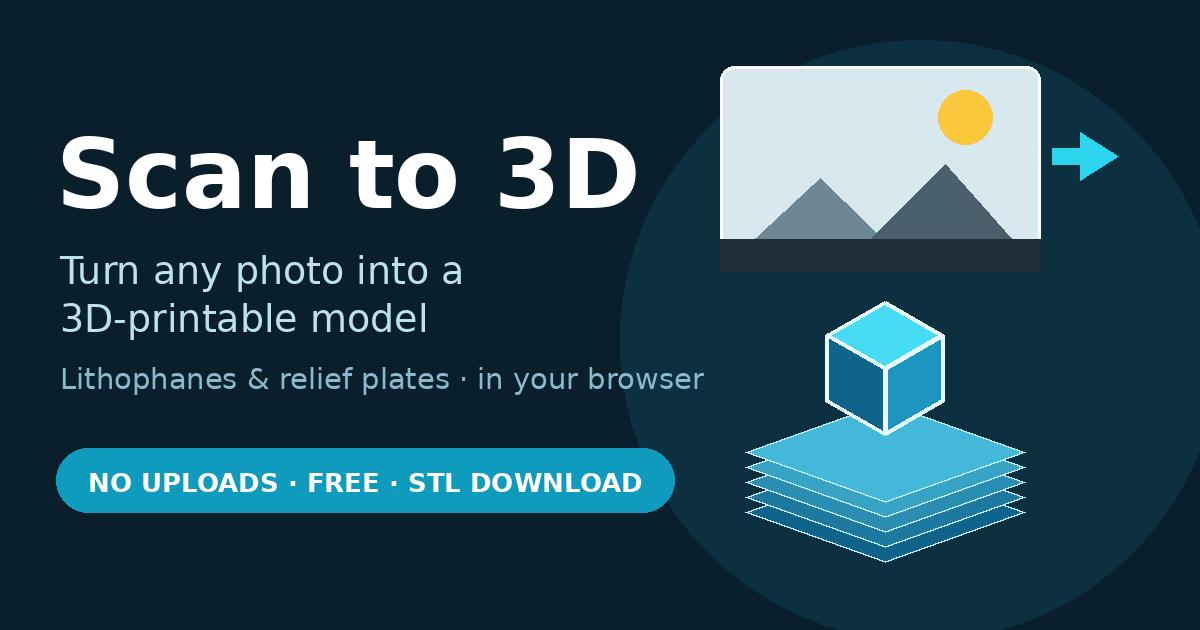 Scan to 3D
Turn any photo into a
3D-printable model
Lithophanes & relief plates · in your browser
NO UPLOADS · FREE · STL DOWNLOAD